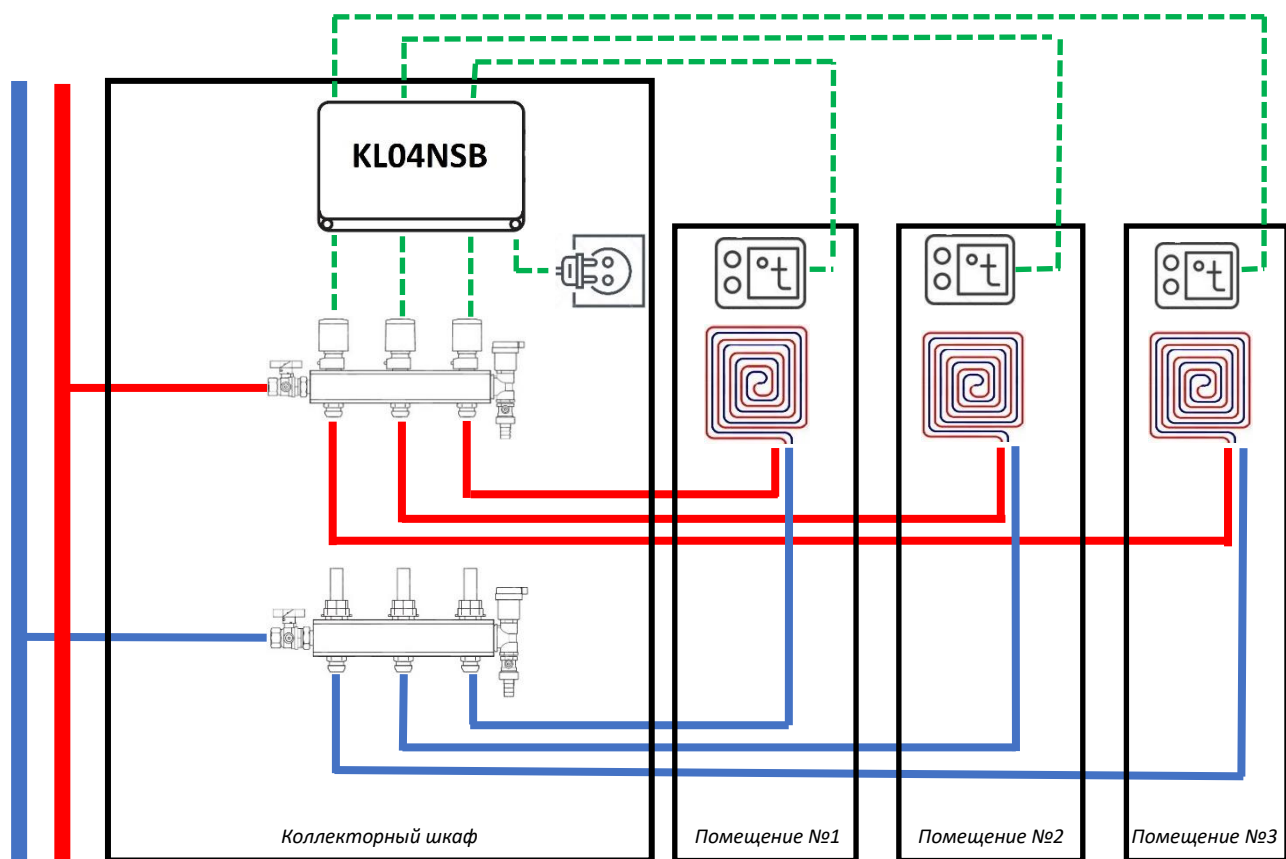 KL04NSB
°t
°t
°t
Коллекторный шкаф
Помещение №1
Помещение №2
Помещение №3